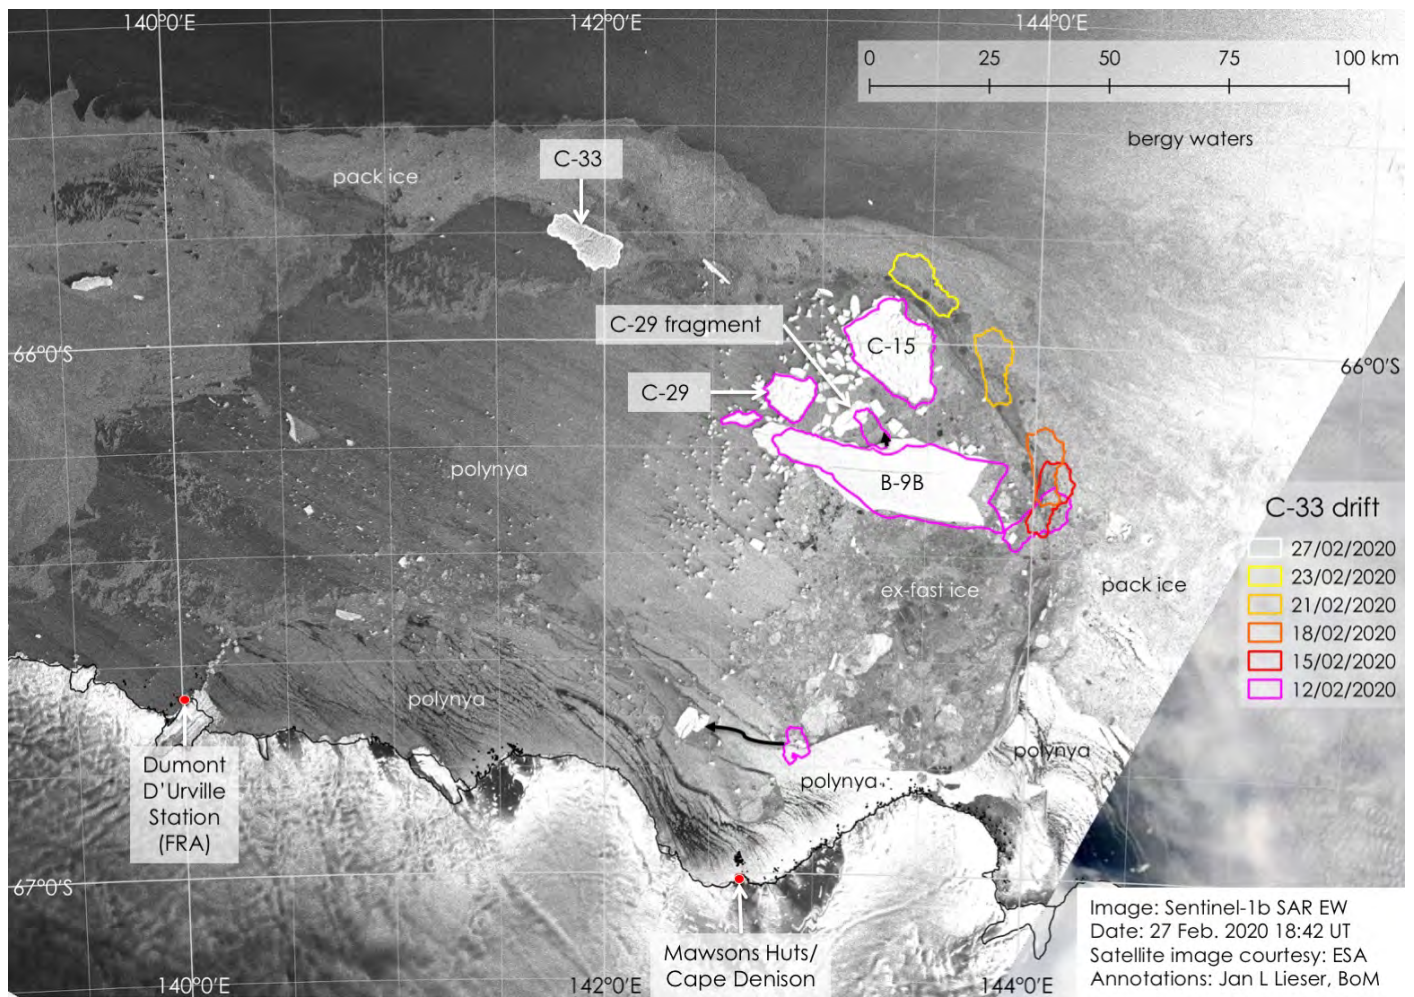 140°0'E
142°0'E
144°0'E
0
25
50
75
100 km
bergy waters
C-33
pack ice
C-29 fragment
C-15
66°0'S
66°0'S
C-29
polynya
B-9B
C-33 drift
27/02/2020
23/02/2020
21/02/2020
18/02/2020
15/02/2020
12/02/2020
ex-fast ice
pack ice
polynya
polynya
polynya
Dumont
D'Urville
Station
(FRA)
67°0'S
Mawsons Huts/
Cape Denison
Image: Sentinel-1b SAR EW
Date: 27 Feb. 2020 18:42 UT
Satellite image courtesy: ESA
Annotations: Jan L Lieser, BoM
140°0'E
142°0'E
144°0'E